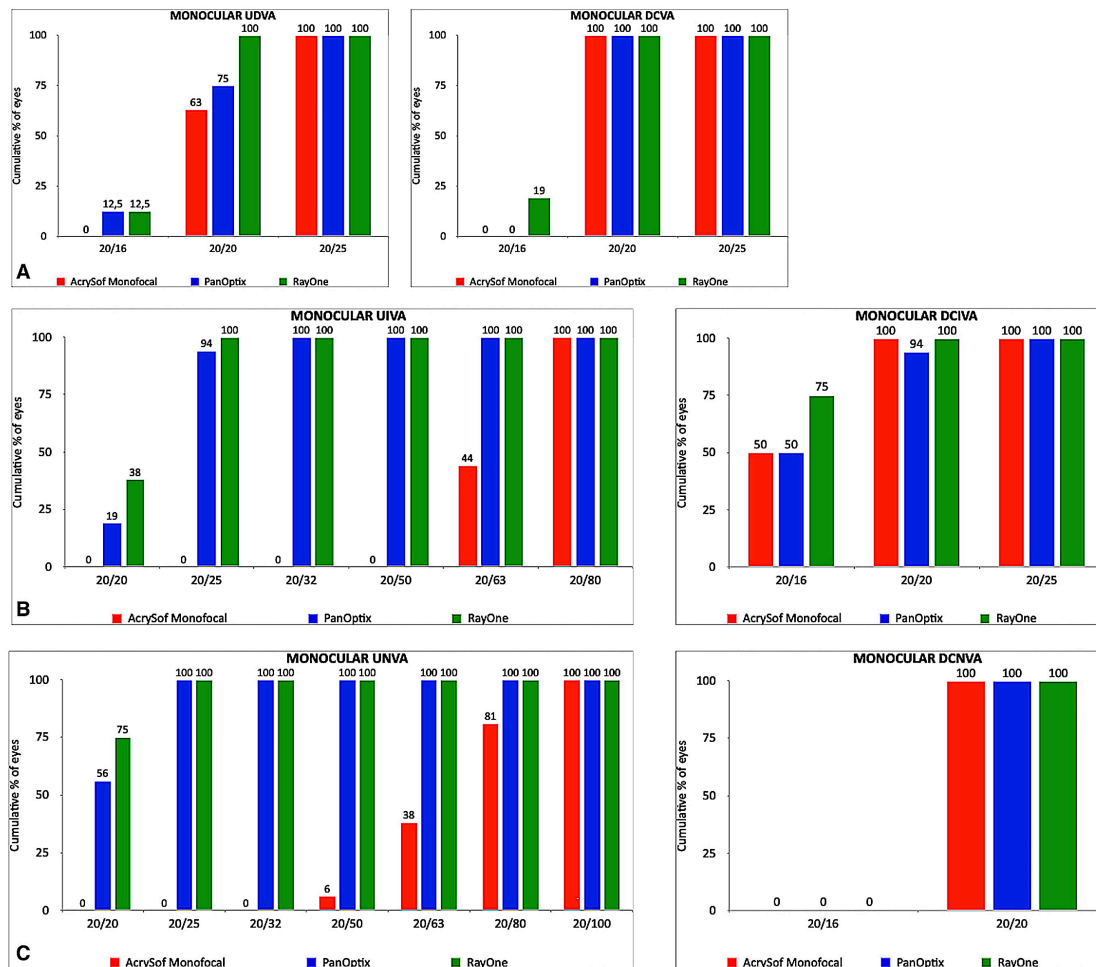 MONOCULAR UDVA
100
100 100 100
Cumulative % of eyes
100
75
50
25
0
0
12,5 12,5
63
75
20/16
20/20
20/25
AcrySof Monofocal
PanOptix
RayOne
A
MONOCULAR DCVA
100 100 100
100 100 100
Cumulative % of eyes
100
75
50
25
0
0
0
19
20/16
20/20
20/25
AcrySof Monofocal
PanOptix
RayOne
MONOCULAR UIVA
100
100 100
100 100
100 100
100 100 100
Cumulative % of eyes
100
75
50
25
0
0
19
38
0
94
0
0
44
20/20
20/25
20/32
20/50
20/63
20/80
AcrySof Monofocal
PanOptix
RayOne
B
MONOCULAR DCIVA
100
94
100
100 100 100
Cumulative % of eyes
100
75
50
25
0
50
50
75
20/16
20/20
20/25
AcrySof Monofocal
PanOptix
RayOne
MONOCULAR UNVA
100 100
100 100
100 100
100 100
100 100
100 100 100
Cumulative % of eyes
100
75
50
25
0
0
56
75
0
0
6
38
81
20/20
20/25
20/32
20/50
20/63
20/80
20/100
AcrySof Monofocal
PanOptix
RayOne
C
MONOCULAR DCNVA
100
100
100
Cumulative % of eyes
100
75
50
25
0
0
0
0
20/16
20/20
AcrySof Monofocal
PanOptix
RayOne